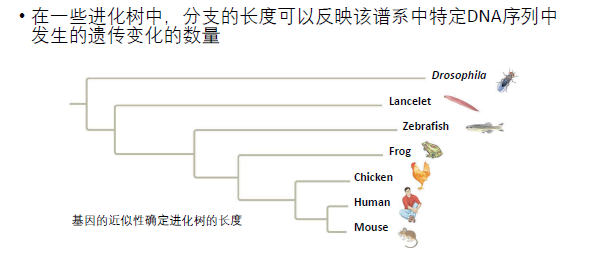 • 在一些进化树中，分支的长度可以反映该谱系中特定DNA序列中
发生的遗传变化的数量
Drosophila
Lancelet
Zebrafish
Frog
Chicken
Human
Mouse
基因的近似性确定进化树的长度